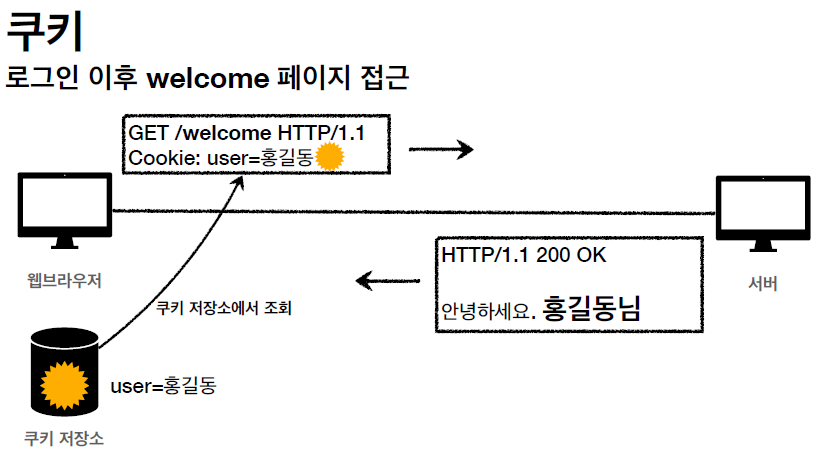 쿠키
로그인 이후 welcome 페이지 접근
GET /welcome HTTP/1.1
Cookie: user=홍길동
웹브라우저
서버
HTTP/1.1 200 OK
안녕하세요. 홍길동님
쿠키 저장소에서 조회
user=홍길동
쿠키 저장소